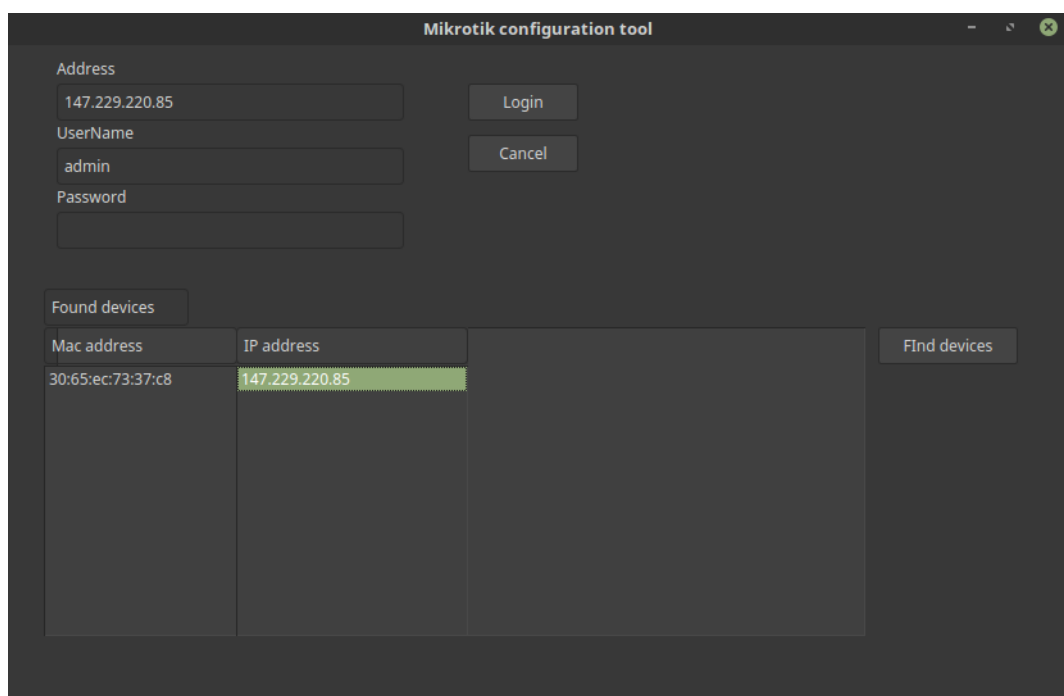 Mikrotik configuration tool
Address
147.229.220.85
Login
UserName
Cancel
admin
Password
Found devices
Mac address IP address FInd devices
30:65:ec:73:37:c8 147.229.220.85